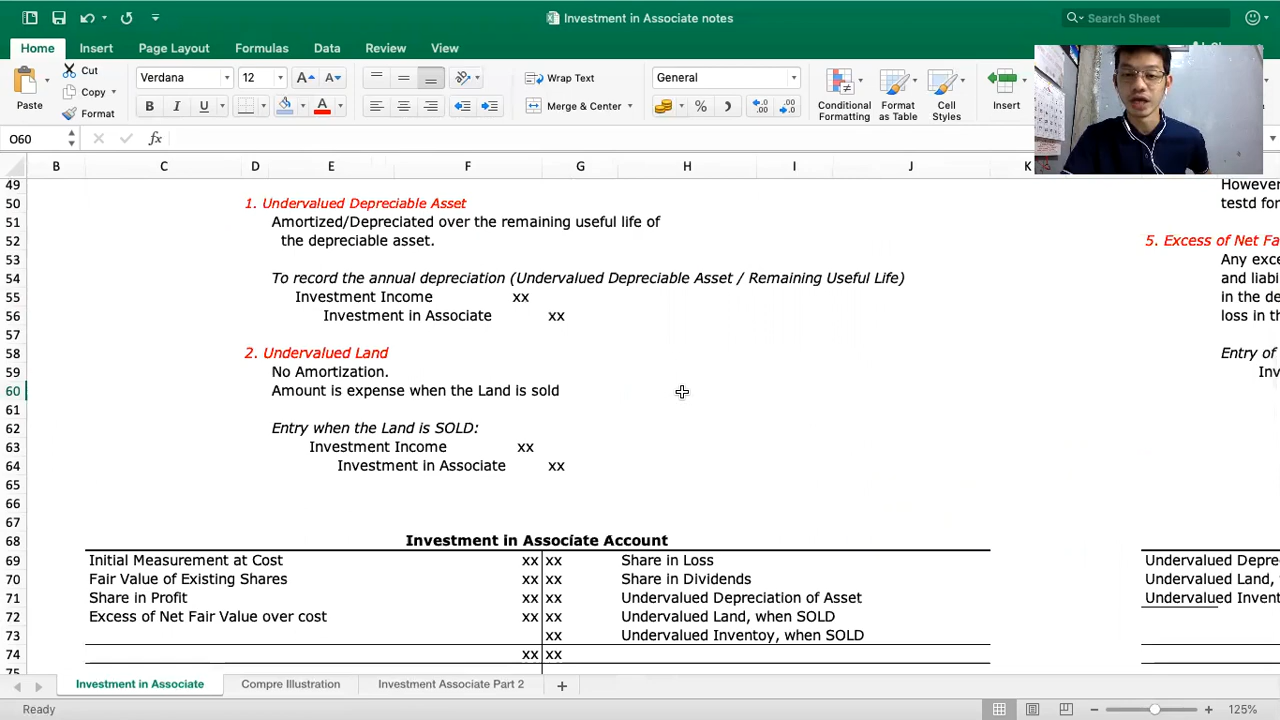 Investment in Associate notes
Search Sheet
Home Insert Page Layout Formulas Data Review View
Paste
Cut
Copy
Format
Verdana 12
B I U
A A
Wrap Text
Merge & Center
General
%
Conditional Formatting
Format as Table
Cell Styles
Insert
O60
fx
B C D E F G H I J K
49 However
50 1. Undervalued Depreciable Asset testd for
51 Amortized/Depreciated over the remaining useful life of
52 the depreciable asset. 5. Excess of Net Fa
53 Any exce
54 To record the annual depreciation (Undervalued Depreciable Asset / Remaining Useful Life) and liabil
55 Investment Income xx in the de
56 Investment in Associate xx loss in th
57
58 2. Undervalued Land Entry of
59 No Amortization. Inv
60 Amount is expense when the Land is sold
61
62 Entry when the Land is SOLD:
63 Investment Income xx
64 Investment in Associate xx
65
66
67
68 Investment in Associate Account
69 Initial Measurement at Cost xx xx Share in Loss Undervalued Depre
70 Fair Value of Existing Shares xx xx Share in Dividends Undervalued Land,
71 Share in Profit xx xx Undervalued Depreciation of Asset Undervalued Invent
72 Excess of Net Fair Value over cost xx xx Undervalued Land, when SOLD
73 xx Undervalued Inventoy, when SOLD
74 xx xx
75
Investment in Associate Compre Illustration Investment Associate Part 2
Ready 125%